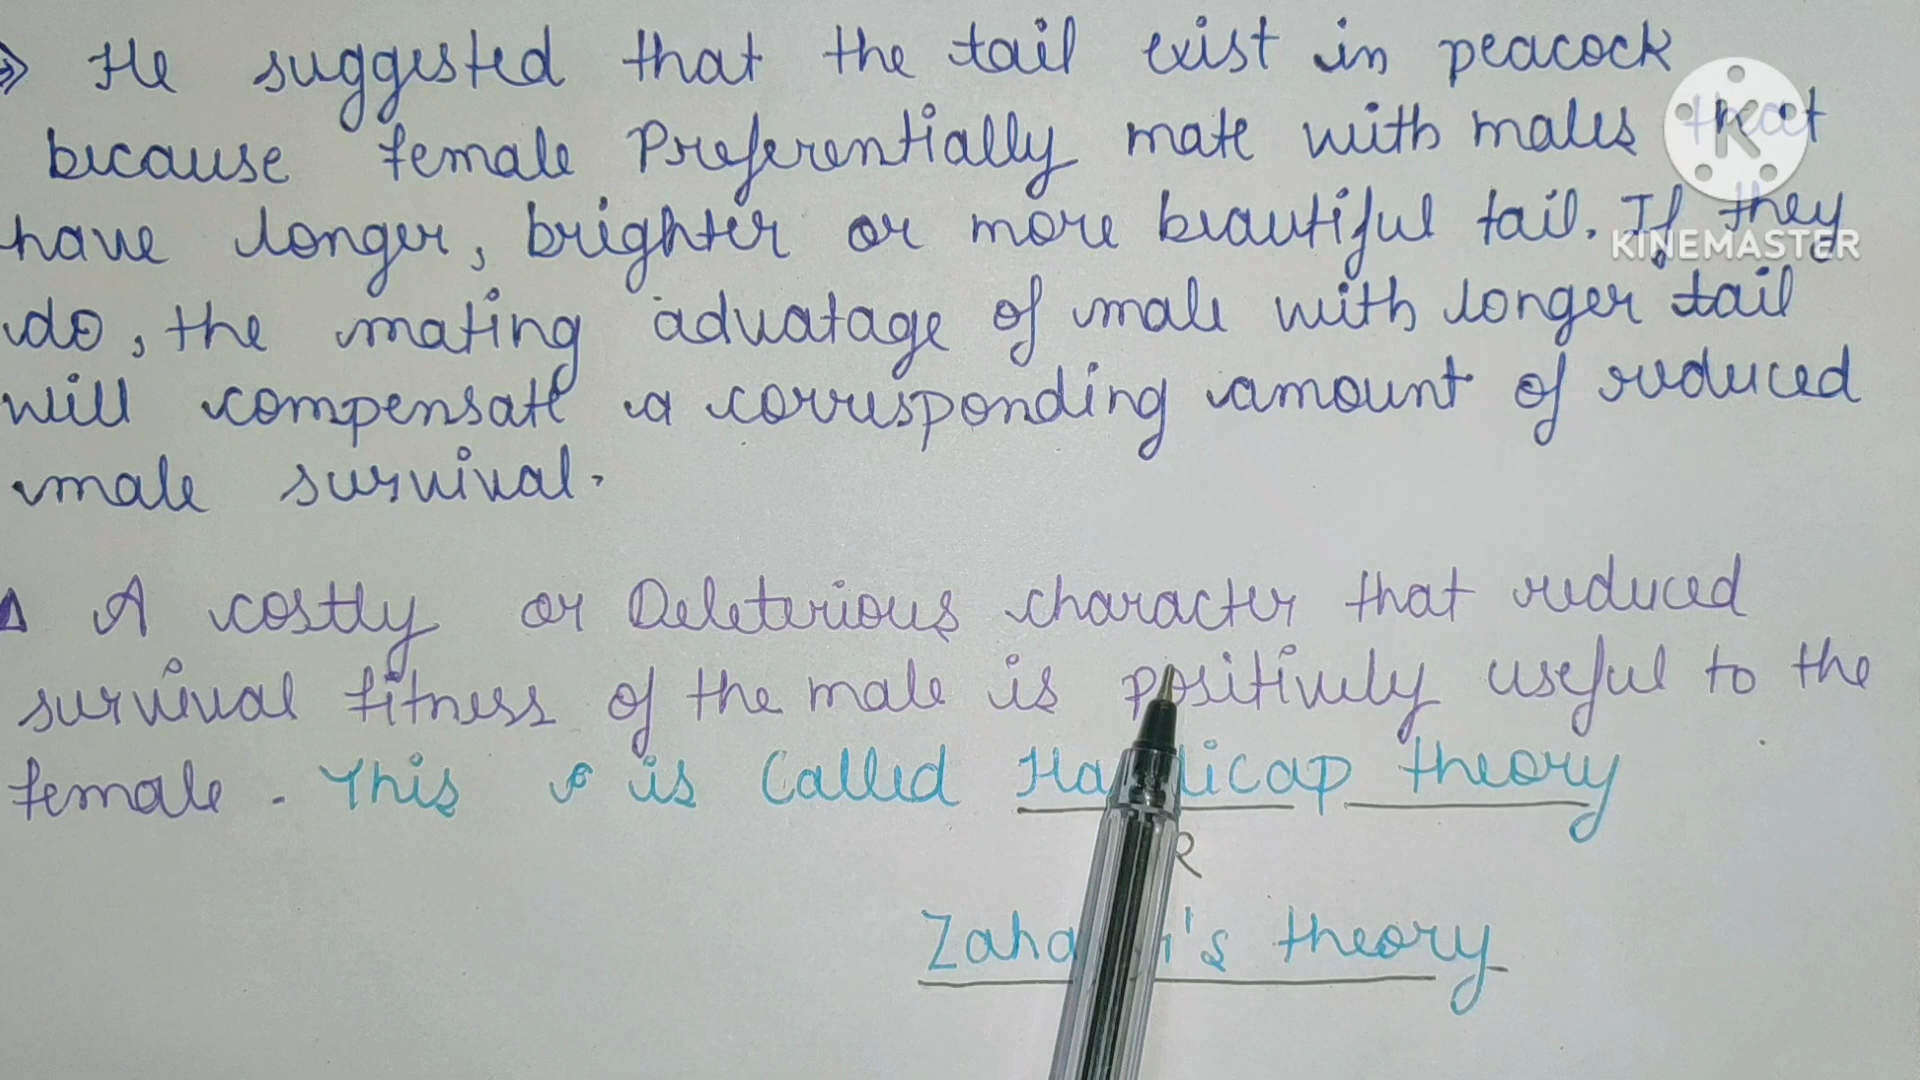 He suggested that the tail exist in peacock
because female Preferentially mate with males that
have longer, brighter or more beautiful tail. If they
do, the mating advatage of male with longer tail
will compensate a corresponding amount of reduced
male survival.
A costly or Deleterious character that reduced
survival fitness of the male is positively useful to the
female. This is Called theory
theory
K
KINEMASTER